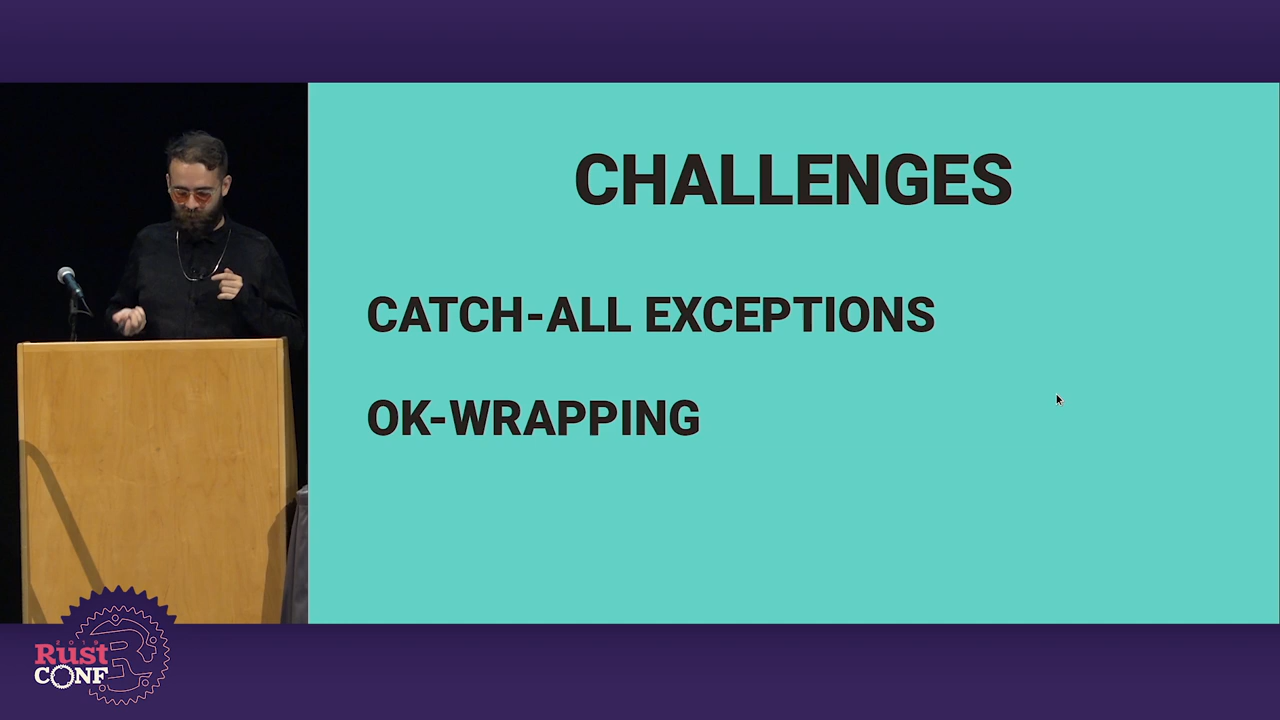 CHALLENGES
CATCH-ALL EXCEPTIONS
OK-WRAPPING
Rust
CONF